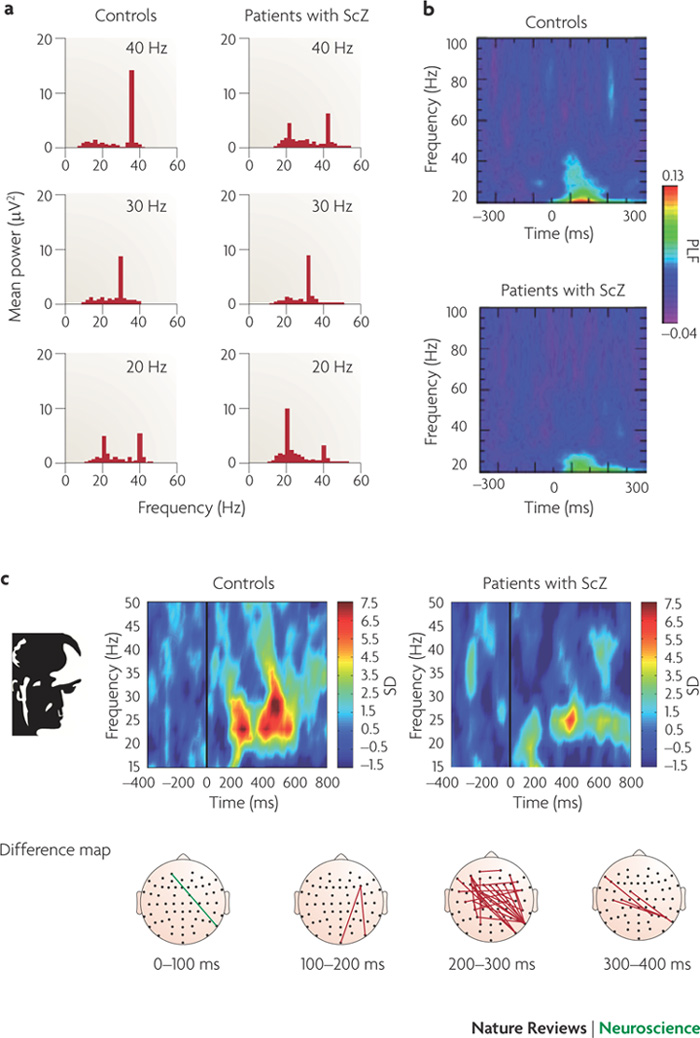 a
Controls
Patients with ScZ
20
10
0
40 Hz
0 20 40 60
20
10
0
40 Hz
0 20 40 60
Mean power (µV²)
20
10
0
30 Hz
0 20 40 60
20
10
0
30 Hz
0 20 40 60
20
10
0
20 Hz
0 20 40 60
20
10
0
20 Hz
0 20 40 60
Frequency (Hz)
b
Controls
Frequency (Hz)
100
80
60
40
20
–300 0 300
Time (ms)
0.13
PLF
–0.04
Patients with ScZ
Frequency (Hz)
100
80
60
40
20
–300 0 300
Time (ms)
c
Controls
Frequency (Hz)
50
45
40
35
30
25
20
15
–400 –200 0 200 400 600 800
Time (ms)
7.5
6.5
5.5
4.5
3.5
2.5
1.5
0.5
–0.5
–1.5
SD
Patients with ScZ
Frequency (Hz)
50
45
40
35
30
25
20
15
–400 –200 0 200 400 600 800
Time (ms)
7.5
6.5
5.5
4.5
3.5
2.5
1.5
0.5
–0.5
–1.5
SD
Difference map
0–100 ms
100–200 ms
200–300 ms
300–400 ms
Nature Reviews | Neuroscience